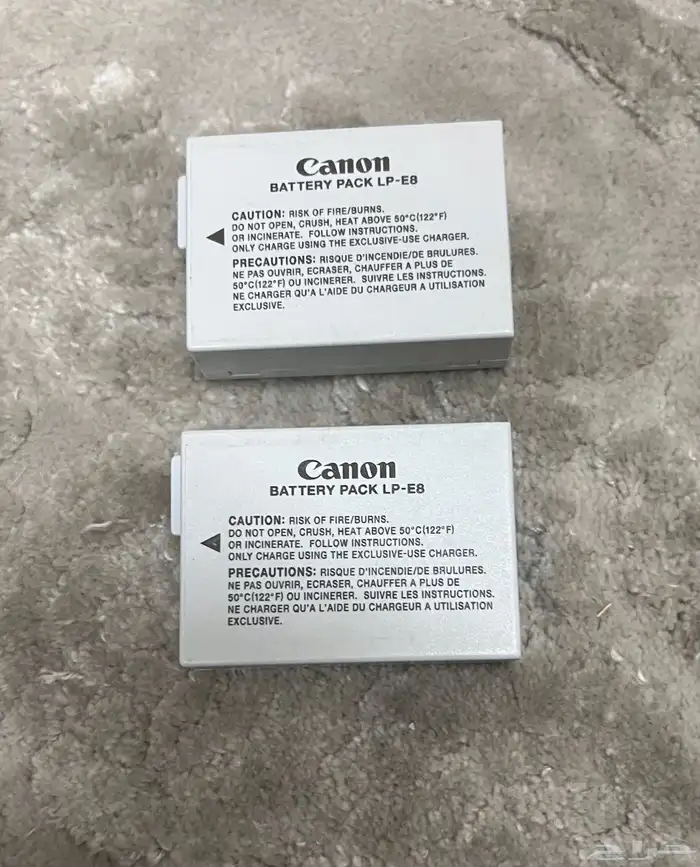 Canon
BATTERY PACK LP-E8
CAUTION: RISK OF FIRE/BURNS.
DO NOT OPEN, CRUSH, HEAT ABOVE 50°C(122°F)
OR INCINERATE. FOLLOW INSTRUCTIONS.
ONLY CHARGE USING THE EXCLUSIVE-USE CHARGER.
PRECAUTIONS: RISQUE D'INCENDIE/DE BRULURES.
NE PAS OUVRIR, ECRASER, CHAUFFER A PLUS DE
50°C(122°F) OU INCINERER. SUIVRE LES INSTRUCTIONS.
NE CHARGER QU'A L'AIDE DU CHARGEUR A UTILISATION
EXCLUSIVE.
Canon
BATTERY PACK LP-E8
CAUTION: RISK OF FIRE/BURNS.
DO NOT OPEN, CRUSH, HEAT ABOVE 50°C(122°F)
OR INCINERATE. FOLLOW INSTRUCTIONS.
ONLY CHARGE USING THE EXCLUSIVE-USE CHARGER.
PRECAUTIONS: RISQUE D'INCENDIE/DE BRULURES.
NE PAS OUVRIR, ECRASER, CHAUFFER A PLUS DE
50°C(122°F) OU INCINERER. SUIVRE LES INSTRUCTIONS.
NE CHARGER QU'A L'AIDE DU CHARGEUR A UTILISATION
EXCLUSIVE.
حراج